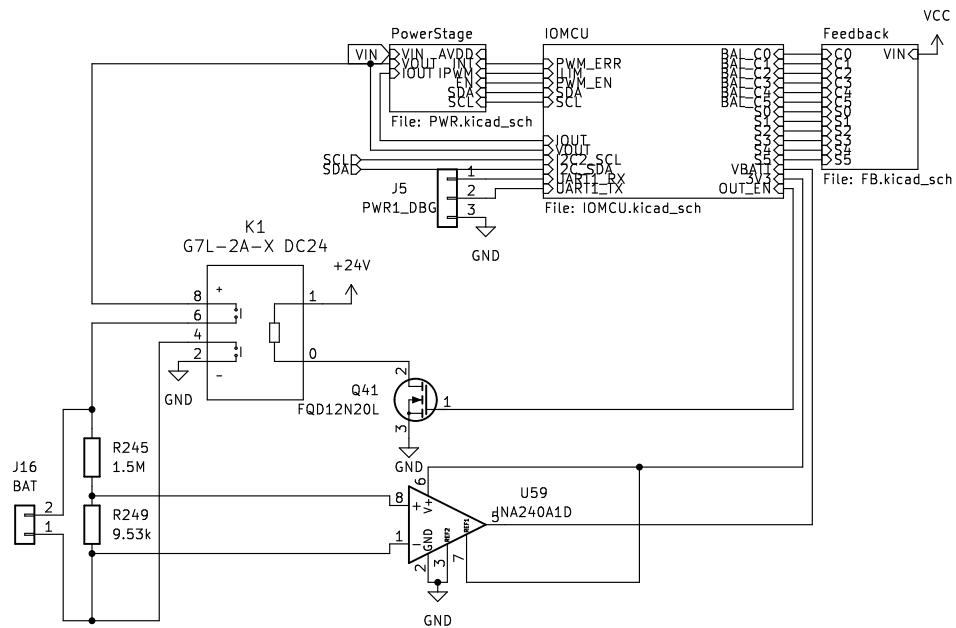 VCC
PowerStage
IOMCU
Feedback
VIN
VIN
AVDD
VOUT
INT
IOUT
IPWM
EN
SDA
SCL
File: PWR.kicad_sch
PWM_ERR
ILIM
PWM_EN
SDA
SCL
IOUT
VOUT
I2C2_SCL
I2C_SDA
UART1_RX
UART1_TX
BAL_C0
BAL_C1
BAL_C2
BAL_C3
BAL_C4
BAL_C5
S0
S1
S2
S3
S4
S5
VBATT
3V3
OUT_EN
File: IOMCU.kicad_sch
C0
C1
C2
C3
C4
C5
S0
S1
S2
S3
S4
S5
VIN
File: FB.kicad_sch
SCL
SDA
J5
PWR1_DBG
1
2
3
GND
K1
G7L-2A-X DC24
+24V
8
6
4
2
+
-
1
0
GND
Q41
FQD12N20L
2
1
3
GND
R245
1.5M
R249
9.53k
J16
BAT
2
1
U59
INA240A1D
8
1
6
5
2
3
7
+
-
V+
GND
REF2
REF1
GND